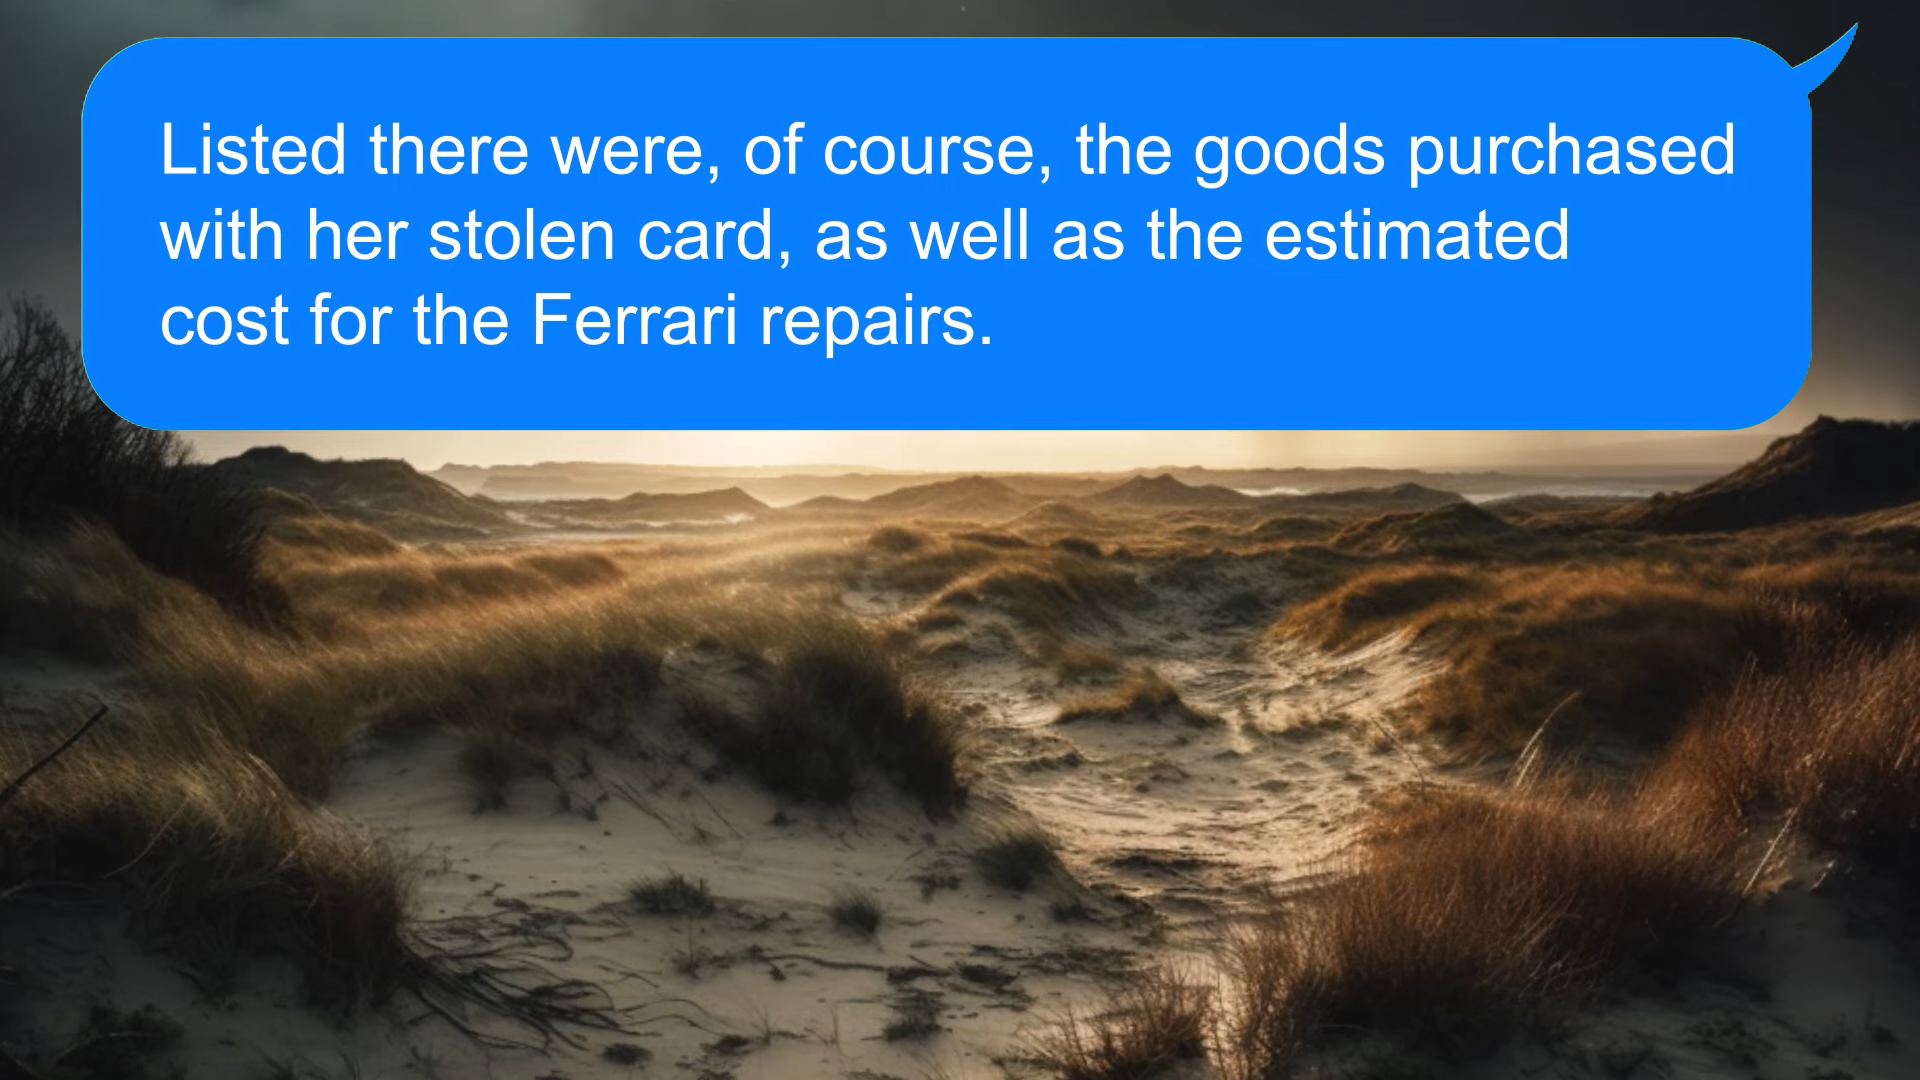 Listed there were, of course, the goods purchased
with her stolen card, as well as the estimated
cost for the Ferrari repairs.